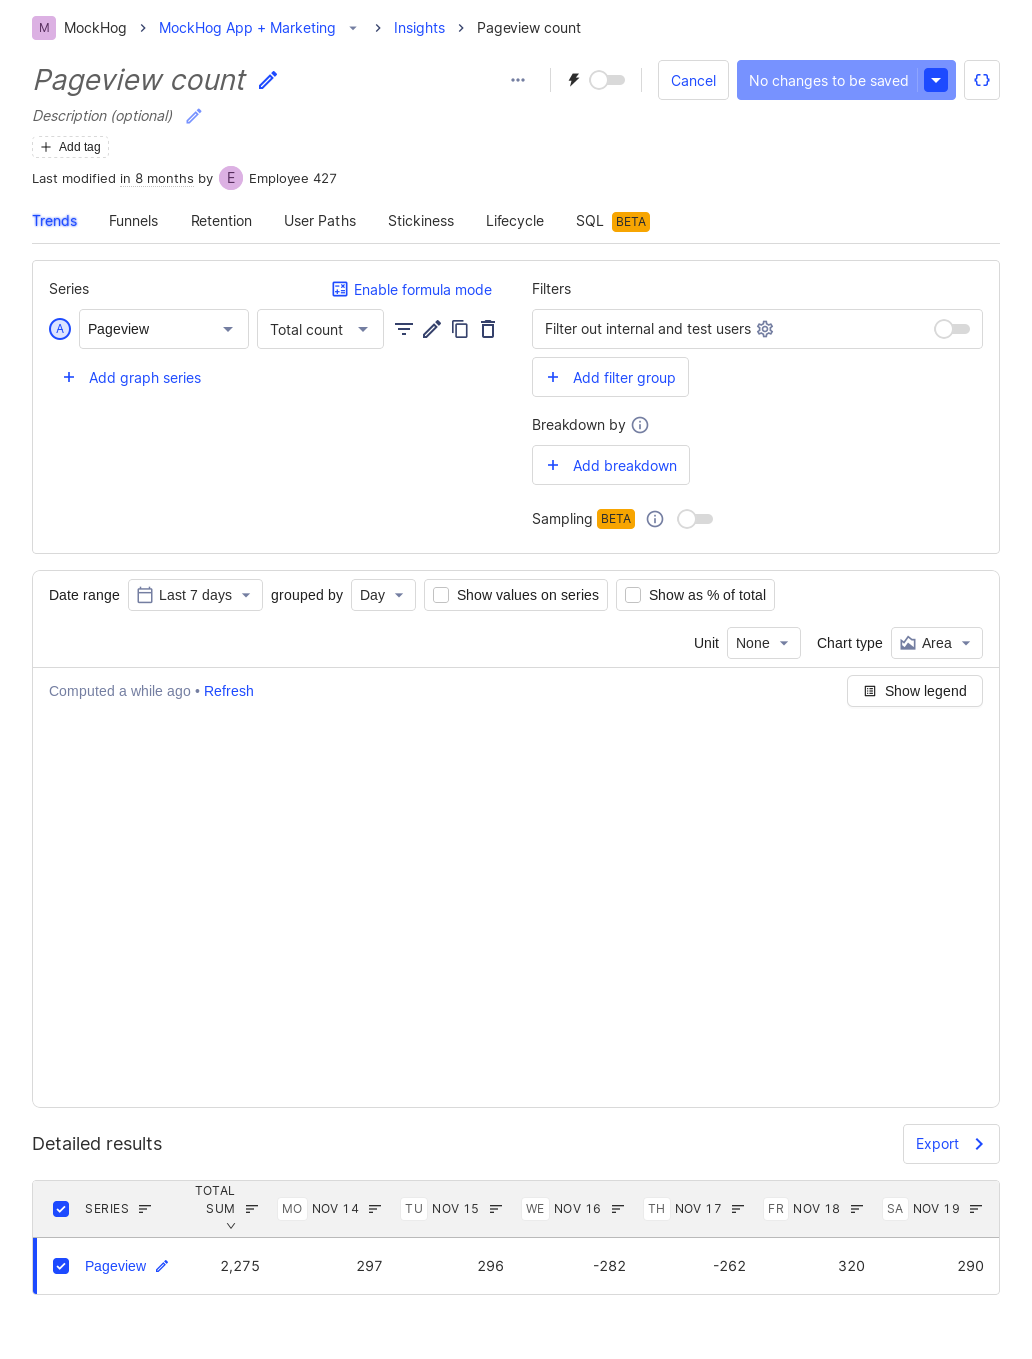 M MockHog MockHog App + Marketing Insights Pageview count
Pageview count
Cancel No changes to be saved
Description (optional)
Add tag
Last modified in 8 months by E Employee 427
Trends Funnels Retention User Paths Stickiness Lifecycle SQL BETA
Series Enable formula mode
A Pageview Total count
Add graph series
Filters
Filter out internal and test users
Add filter group
Breakdown by
Add breakdown
Sampling BETA
Date range Last 7 days grouped by Day Show values on series Show as % of total
Unit None Chart type Area
Computed a while ago • Refresh Show legend
Detailed results Export
SERIES TOTAL SUM MO NOV 14 TU NOV 15 WE NOV 16 TH NOV 17 FR NOV 18 SA NOV 19
Pageview 2,275 297 296 -282 -262 320 290